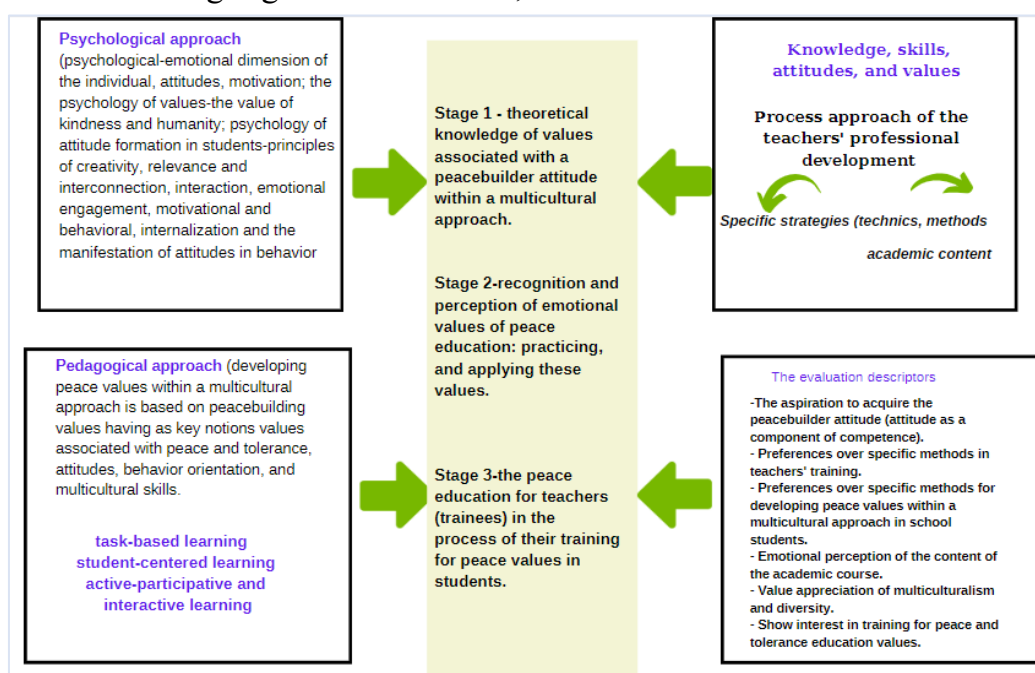 Psychological approach
(psychological-emotional dimension of
the individual, attitudes, motivation; the
psychology of values-the value of
kindness and humanity; psychology of
attitude formation in students-principles
of creativity, relevance and
interconnection, interaction, emotional
engagement, motivational and
behavioral, internalization and the
manifestation of attitudes in behavior
Pedagogical approach (developing
peace values within a multicultural
approach is based on peacebuilding
values having as key notions values
associated with peace and tolerance,
attitudes, behavior orientation, and
multicultural skills.
task-based learning
student-centered learning
active-participative and
interactive learning
Stage 1 - theoretical
knowledge of values
associated with a
peacebuilder attitude
within a multicultural
approach.
Stage 2-recognition and
perception of emotional
values of peace
education: practicing,
and applying these
values.
Stage 3-the peace
education for teachers
(trainees) in the
process of their training
for peace values in
students.
Knowledge, skills,
attitudes, and values
Process approach of the
teachers' professional
development
Specific strategies (technics, methods
academic content
The evaluation descriptors
-The aspiration to acquire the
peacebuilder attitude (attitude as a
component of competence).
- Preferences over specific methods in
teachers' training.
- Preferences over specific methods for
developing peace values within a
multicultural approach in school
students.
- Emotional perception of the content of
the academic course.
- Value appreciation of multiculturalism
and diversity.
- Show interest in training for peace and
tolerance education values.